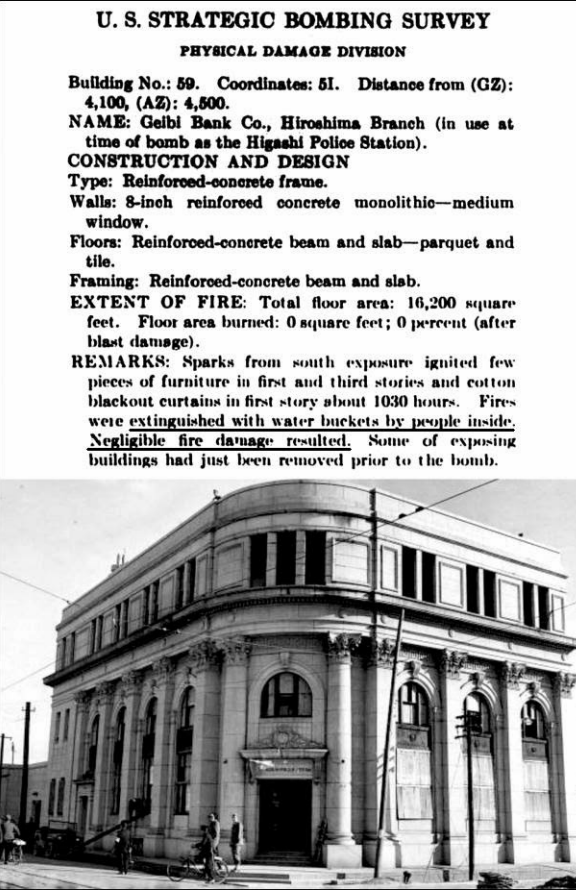 U. S. STRATEGIC BOMBING SURVEY
PHYSICAL DAMAGE DIVISION
Building No.: 59. Coordinates: 5I. Distance from (GZ):
4,100, (AZ): 4,500.
NAME: Geibi Bank Co., Hiroshima Branch (in use at
time of bomb as the Higashi Police Station).
CONSTRUCTION AND DESIGN
Type: Reinforced-concrete frame.
Walls: 8-inch reinforced concrete monolithic—medium
window.
Floors: Reinforced-concrete beam and slab—parquet and
tile.
Framing: Reinforced-concrete beam and slab.
EXTENT OF FIRE: Total floor area: 16,200 square
feet. Floor area burned: 0 square feet; 0 percent (after
blast damage).
REMARKS: Sparks from south exposure ignited few
pieces of furniture in first and third stories and cotton
blackout curtains in first story about 1030 hours. Fires
were extinguished with water buckets by people inside.
Negligible fire damage resulted. Some of exposing
buildings had just been removed prior to the bomb.